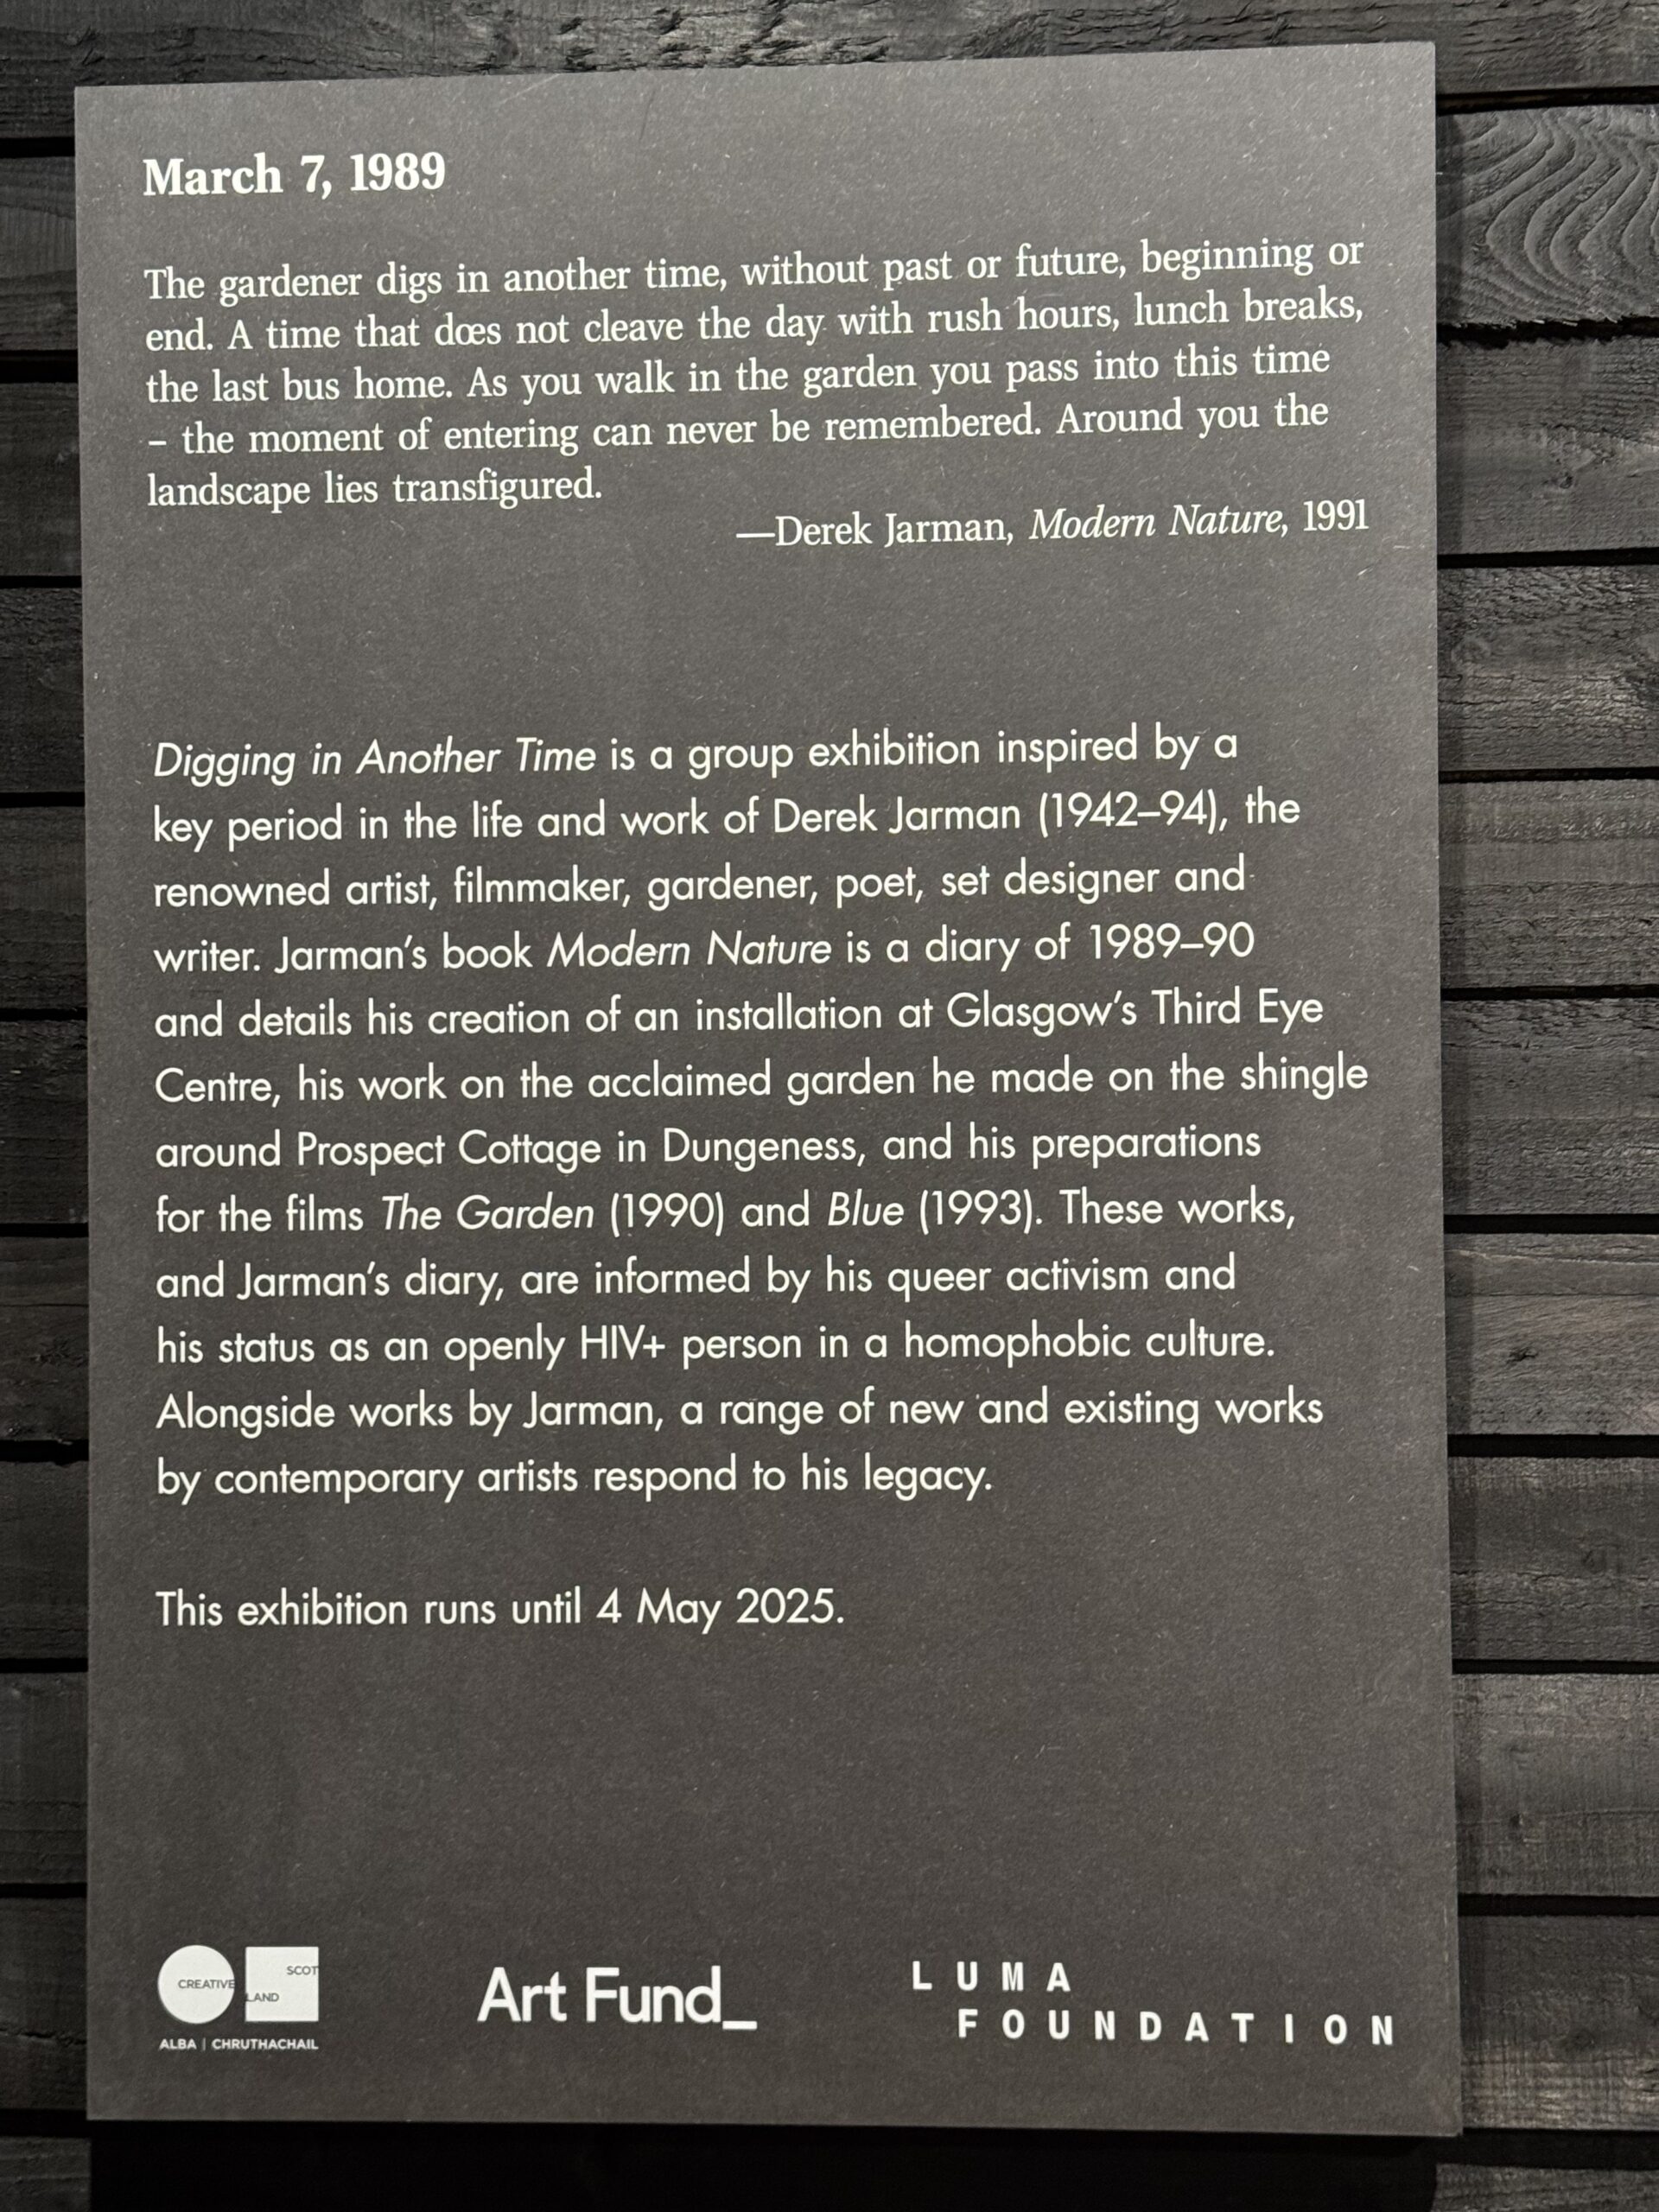 March 7, 1989
The gardener digs in another time, without past or future, beginning or
end. A time that dœs not cleave the day with rush hours, lunch breaks,
the last bus home. As you walk in the garden you pass into this time
– the moment of entering can never be remembered. Around you the
landscape lies transfigured.
—Derek Jarman, Modern Nature, 1991
Digging in Another Time is a group exhibition inspired by a
key period in the life and work of Derek Jarman (1942–94), the
renowned artist, filmmaker, gardener, poet, set designer and
writer. Jarman’s book Modern Nature is a diary of 1989–90
and details his creation of an installation at Glasgow’s Third Eye
Centre, his work on the acclaimed garden he made on the shingle
around Prospect Cottage in Dungeness, and his preparations
for the films The Garden (1990) and Blue (1993). These works,
and Jarman’s diary, are informed by his queer activism and
his status as an openly HIV+ person in a homophobic culture.
Alongside works by Jarman, a range of new and existing works
by contemporary artists respond to his legacy.
This exhibition runs until 4 May 2025.
CREATIVE SCOT
LAND
ALBA | CHRUTHACHAIL
Art Fund_
LUMA
FOUNDATION